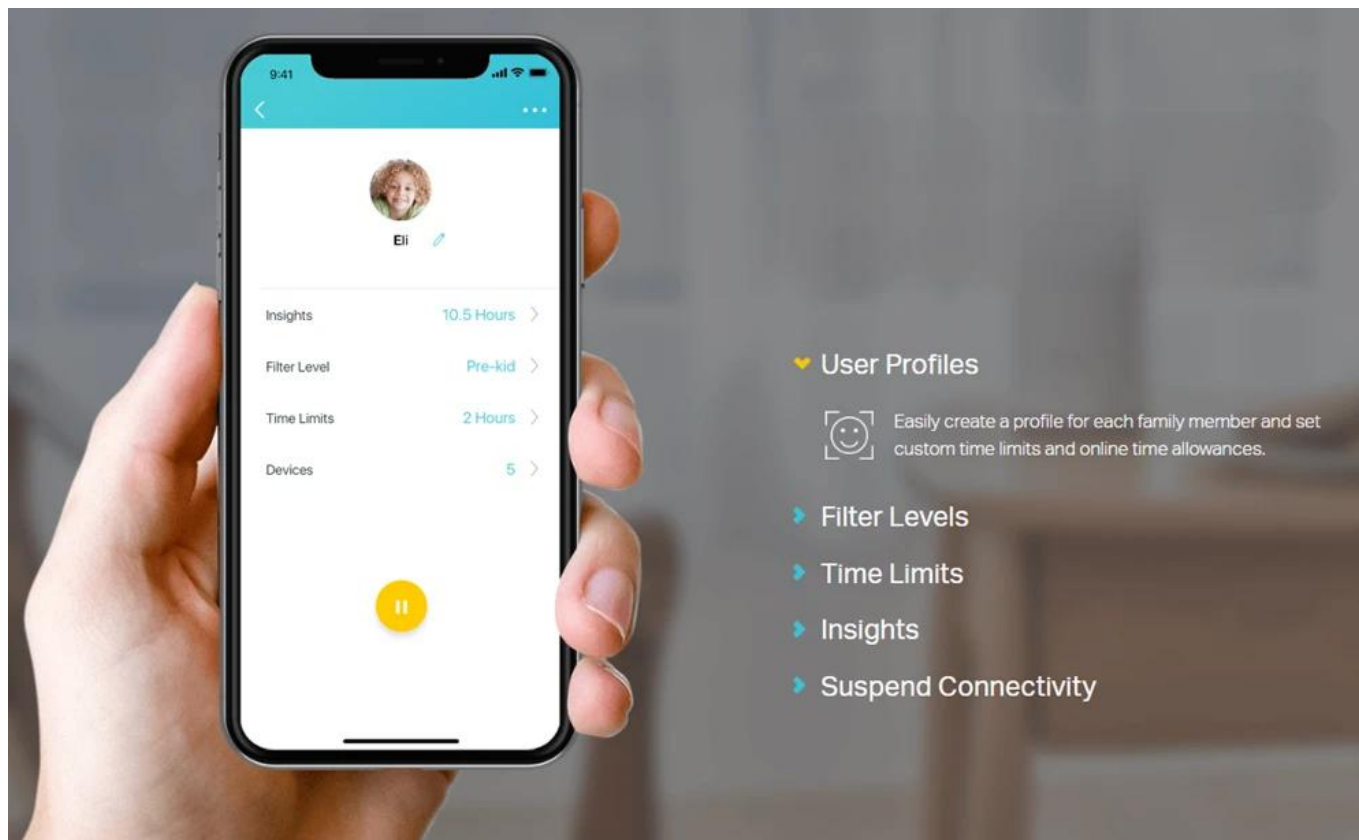 9:41
Eli
Insights 10.5 Hours
Filter Level Pre-kid
Time Limits 2 Hours
Devices 5
User Profiles
Easily create a profile for each family member and set
custom time limits and online time allowances.
Filter Levels
Time Limits
Insights
Suspend Connectivity